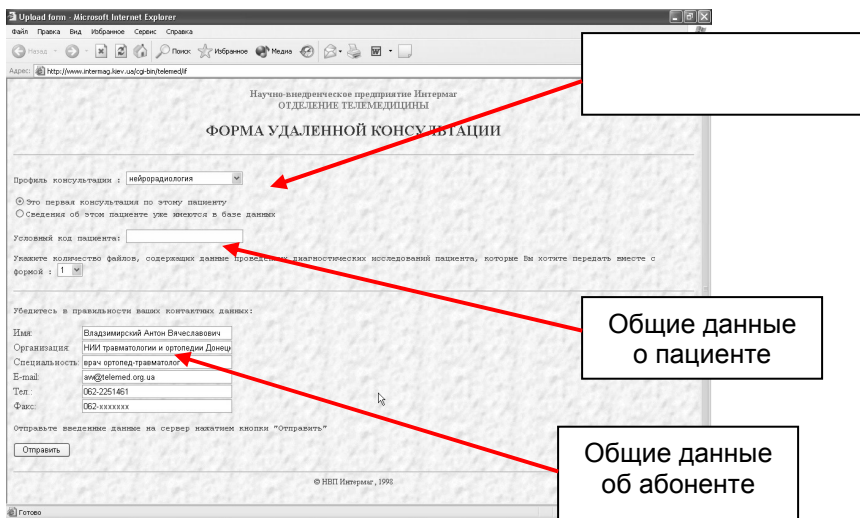 Upload form - Microsoft Internet Explorer
Файл Правка Вид Избранное Сервис Справка
Назад Поиск Избранное Медиа
Адрес: http://www.intermag.kiev.ua/cgi-bin/telemed/lf
Научно-внедренческое предприятие Интермаг
ОТДЕЛЕНИЕ ТЕЛЕМЕДИЦИНЫ
ФОРМА УДАЛЕННОЙ КОНСУЛЬТАЦИИ
Профиль консультации : нейрорадиология
Это первая консультация по этому пациенту
Сведения об этом пациенте уже имеются в базе данных
Условный код пациента:
Укажите количество файлов, содержащих данные проведенных диагностических исследований пациента, которые Вы хотите передать вместе с
формой : 1
Убедитесь в правильности ваших контактных данных:
Имя: Владзимирский Антон Вячеславович
Организация: НИИ травматологии и ортопедии Донецк
Специальность: врач ортопед-травматолог
E-mail: aw@telemed.org.ua
Тел.: 062-2251461
Факс: 062-xxxxxxx
Отправьте введенные данные на сервер нажатием кнопки "Отправить"
Отправить
© НВП Интермаг, 1998
Готово
Общие данные
о пациенте
Общие данные
об абоненте